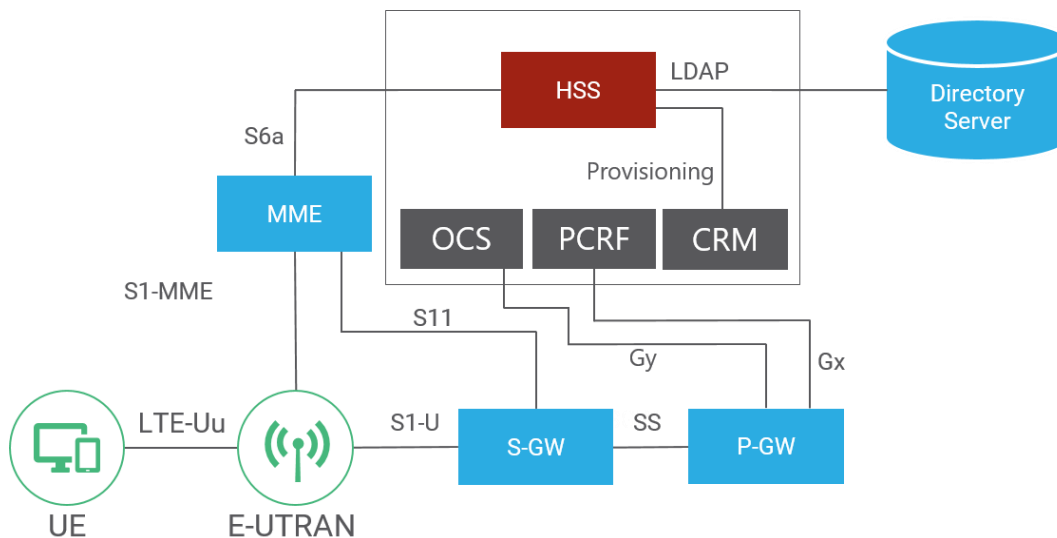 HSS
LDAP
Directory
Server
S6a
Provisioning
MME
OCS
PCRF
CRM
S1-MME
S11
Gy
Gx
LTE-Uu
S1-U
S-GW
SS
P-GW
UE
E-UTRAN